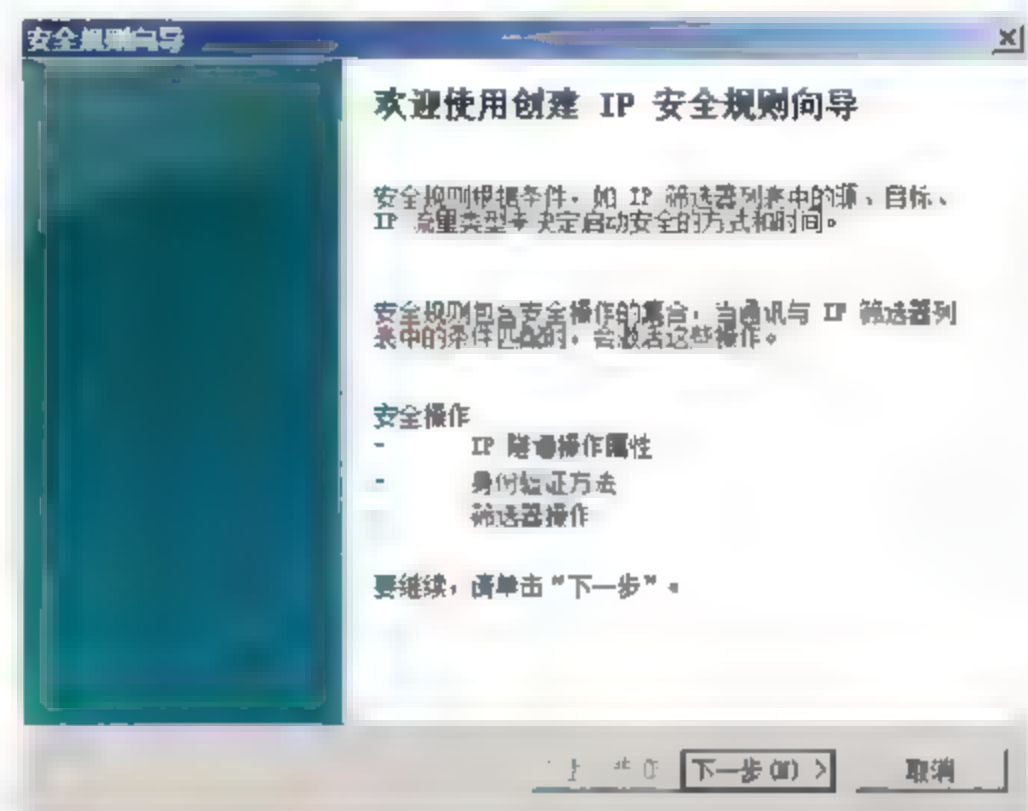 安全规则向导
欢迎使用创建 IP 安全规则向导
安全规则根据条件，如 IP 筛选器列表中的源、目标、
IP 流量类型来决定启动安全的方式和时间。
安全规则包含安全操作的集合，当通讯与 IP 筛选器列
表中的条件匹配时，会激活这些操作。
安全操作
- IP 隧道操作属性
- 身份验证方法
筛选器操作
要继续，请单击“下一步”。
下一步(N) >
取消